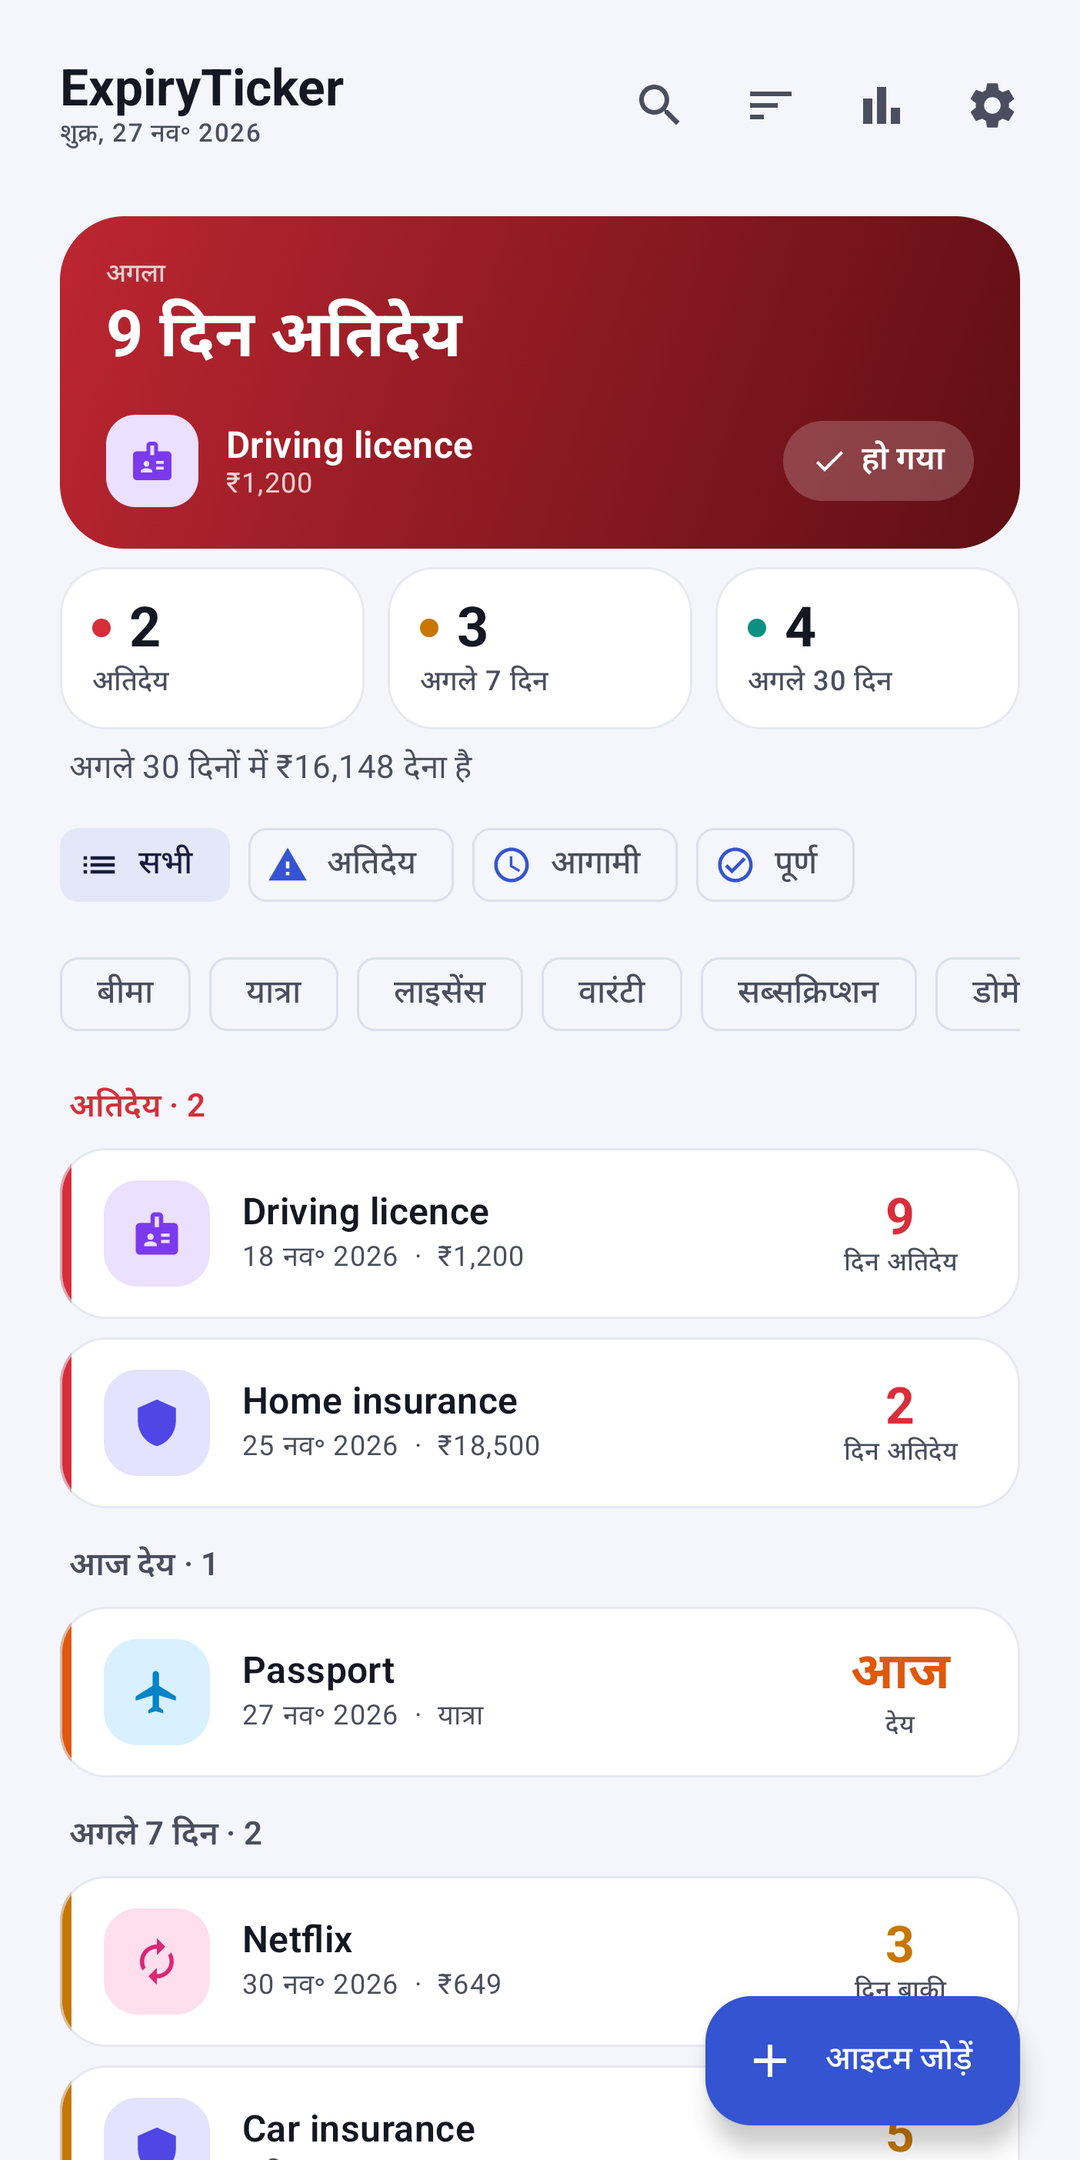 ExpiryTicker
शुक्र, 27 नव॰ 2026
अगला
9 दिन अतिदेय
Driving licence
₹1,200
हो गया
2
अतिदेय
3
अगले 7 दिन
4
अगले 30 दिन
अगले 30 दिनों में ₹16,148 देना है
सभी
अतिदेय
आगामी
पूर्ण
बीमा
यात्रा
लाइसेंस
वारंटी
सब्सक्रिप्शन
डोमे
अतिदेय · 2
Driving licence
18 नव॰ 2026 · ₹1,200
9
दिन अतिदेय
Home insurance
25 नव॰ 2026 · ₹18,500
2
दिन अतिदेय
आज देय · 1
Passport
27 नव॰ 2026 · यात्रा
आज
देय
अगले 7 दिन · 2
Netflix
30 नव॰ 2026 · ₹649
3
दिन बाकी
आइटम जोड़ें
Car insurance
5